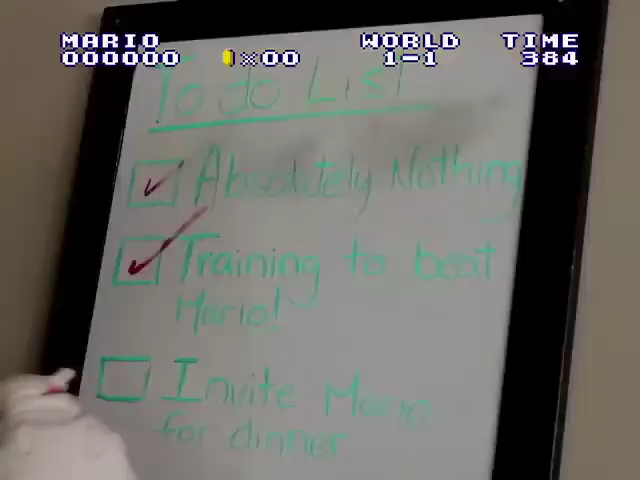 MARIO WORLD TIME
000000 ×00 1-1 384
To do List
Absolutely Nothing
Training to beat
Mario!
Invite Mario
for dinner